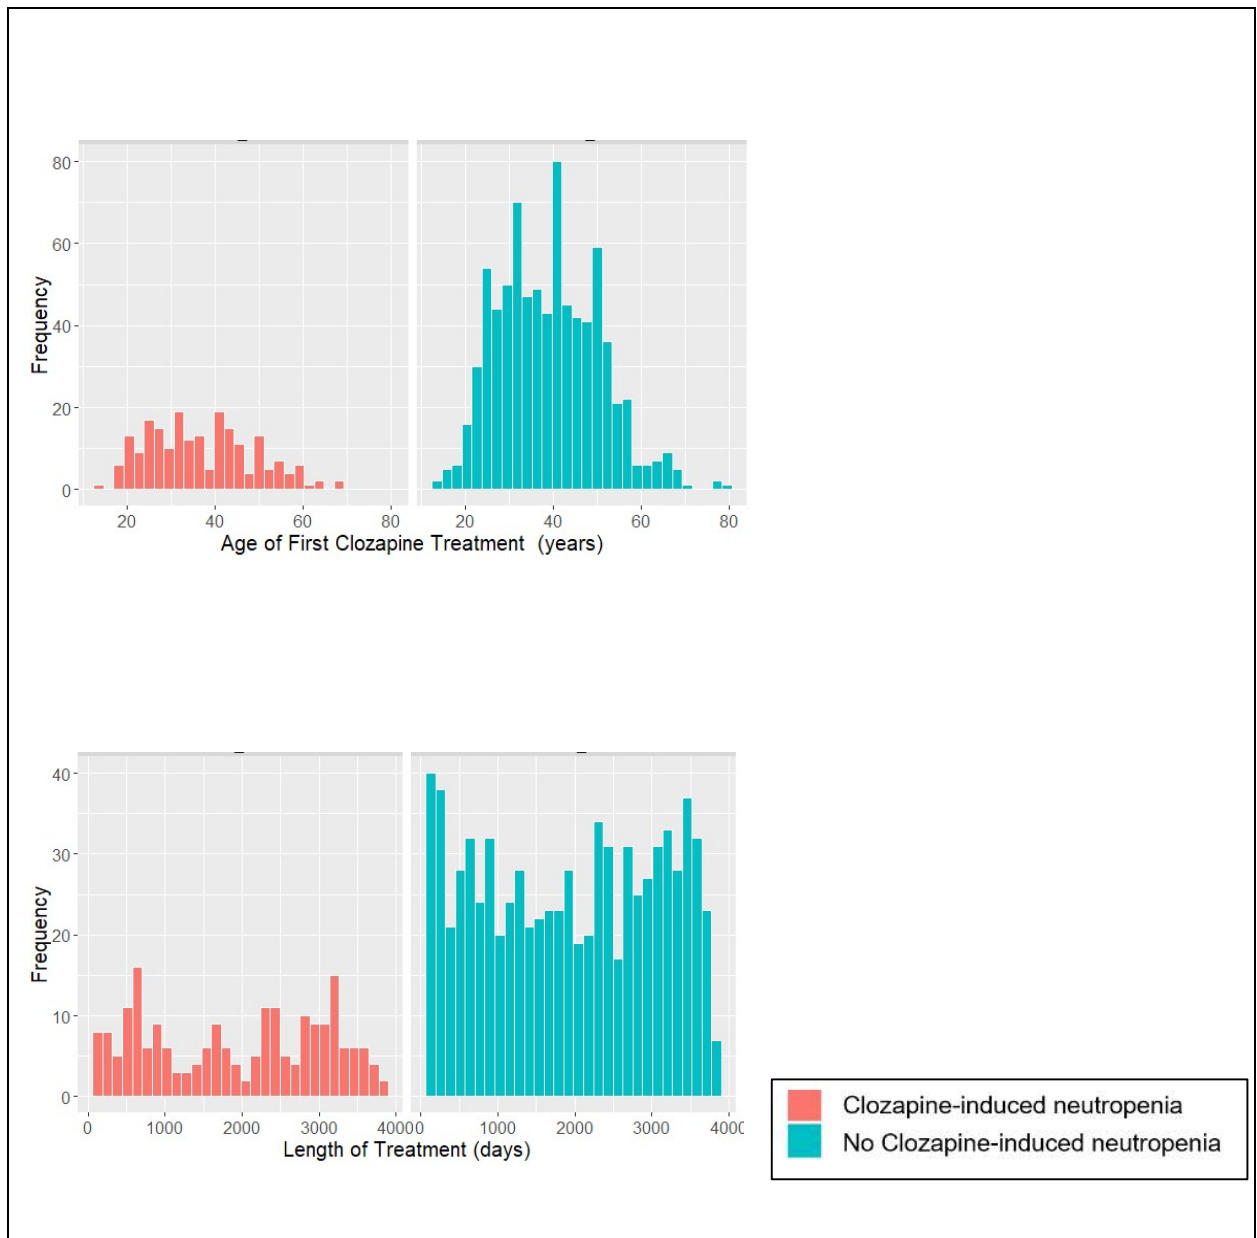 80
60
40
20
0
Frequency
20 40 60 80 20 40 60 80
Age of First Clozapine Treatment (years)
40
30
20
10
0
Frequency
0 1000 2000 3000 4000 0 1000 2000 3000 4000
Length of Treatment (days)
Clozapine-induced neutropenia
No Clozapine-induced neutropenia